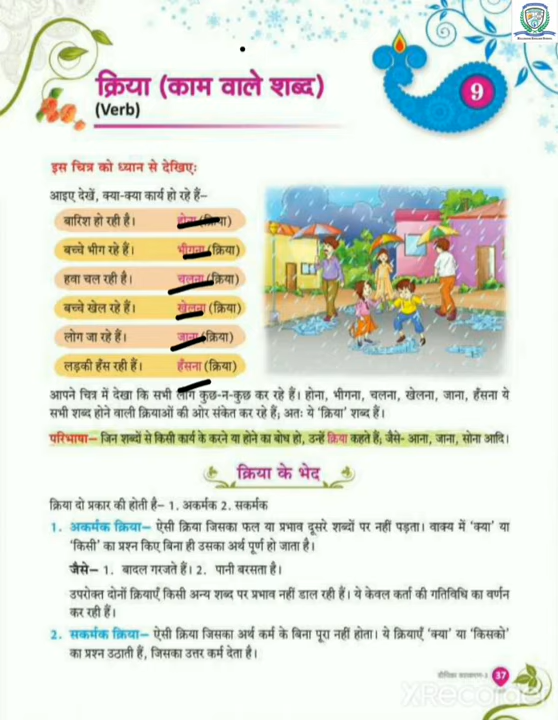 क्रिया (काम वाले शब्द)
(Verb)
9
इस चित्र को ध्यान से देखिएः
आइए देखें, क्या-क्या कार्य हो रहे हैं–
बारिश हो रही है। होना (क्रिया)
बच्चे भीग रहे हैं। भीगना (क्रिया)
हवा चल रही है। चलना (क्रिया)
बच्चे खेल रहे हैं। खेलना (क्रिया)
लोग जा रहे हैं। जाना (क्रिया)
लड़की हँस रही हैं। हँसना (क्रिया)
आपने चित्र में देखा कि सभी लोग कुछ-न-कुछ कर रहे हैं। होना, भीगना, चलना, खेलना, जाना, हँसना ये
सभी शब्द होने वाली क्रियाओं की ओर संकेत कर रहे हैं; अतः ये 'क्रिया' शब्द हैं।
परिभाषा– जिन शब्दों से किसी कार्य के करने या होने का बोध हो, उन्हें क्रिया कहते हैं; जैसे- आना, जाना, सोना आदि।
क्रिया के भेद
क्रिया दो प्रकार की होती है– 1. अकर्मक 2. सकर्मक
1. अकर्मक क्रिया– ऐसी क्रिया जिसका फल या प्रभाव दूसरे शब्दों पर नहीं पड़ता। वाक्य में 'क्या' या
'किसी' का प्रश्न किए बिना ही उसका अर्थ पूर्ण हो जाता है।
जैसे– 1. बादल गरजते हैं। 2. पानी बरसता है।
उपरोक्त दोनों क्रियाएँ किसी अन्य शब्द पर प्रभाव नहीं डाल रही हैं। ये केवल कर्ता की गतिविधि का वर्णन
कर रही हैं।
2. सकर्मक क्रिया– ऐसी क्रिया जिसका अर्थ कर्म के बिना पूरा नहीं होता। ये क्रियाएँ 'क्या' या 'किसको'
का प्रश्न उठाती हैं, जिसका उत्तर कर्म देता है।
37
XRecorder